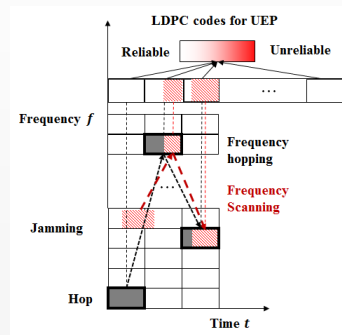 LDPC codes for UEP
Reliable
Unreliable
...
Frequency f
Frequency
hopping
...
Frequency
Scanning
Jamming
Hop
Time t